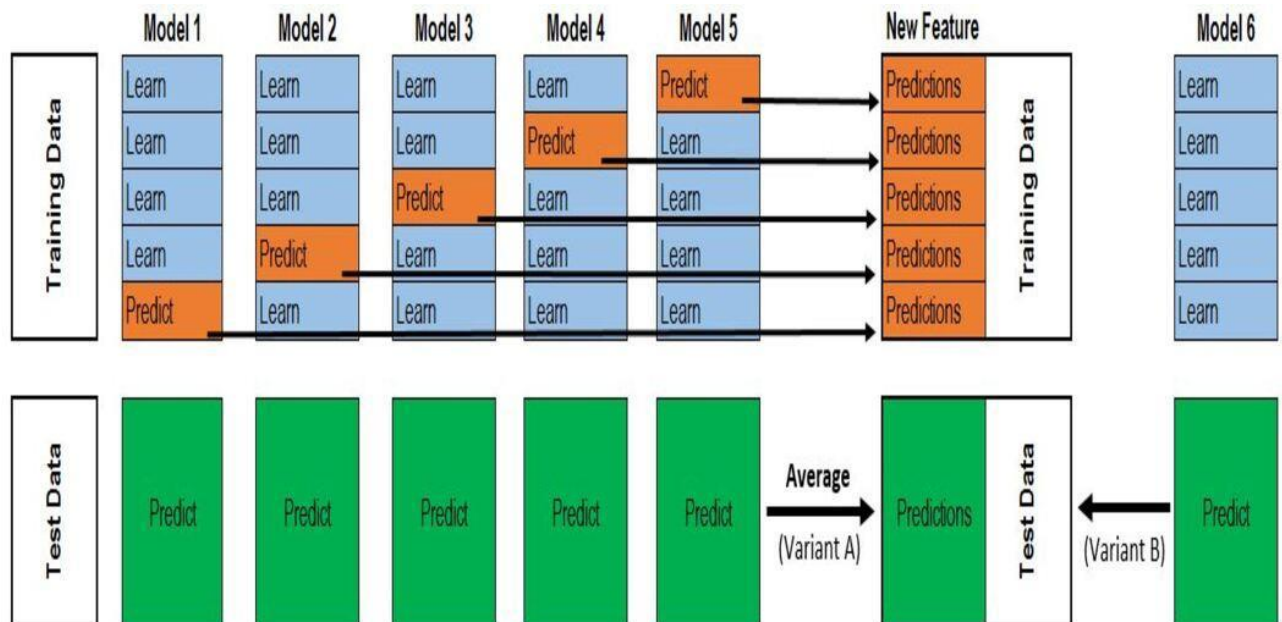 Model 1 Model 2 Model 3 Model 4 Model 5 New Feature Model 6
Training Data
Learn Learn Learn Learn Predict Predictions Learn
Learn Learn Learn Predict Learn Predictions Learn
Learn Learn Predict Learn Learn Predictions Learn
Learn Predict Learn Learn Learn Predictions Learn
Predict Learn Learn Learn Learn Predictions Learn
Training Data
Test Data
Predict Predict Predict Predict Predict
Average
(Variant A)
Predictions
Test Data
(Variant B)
Predict